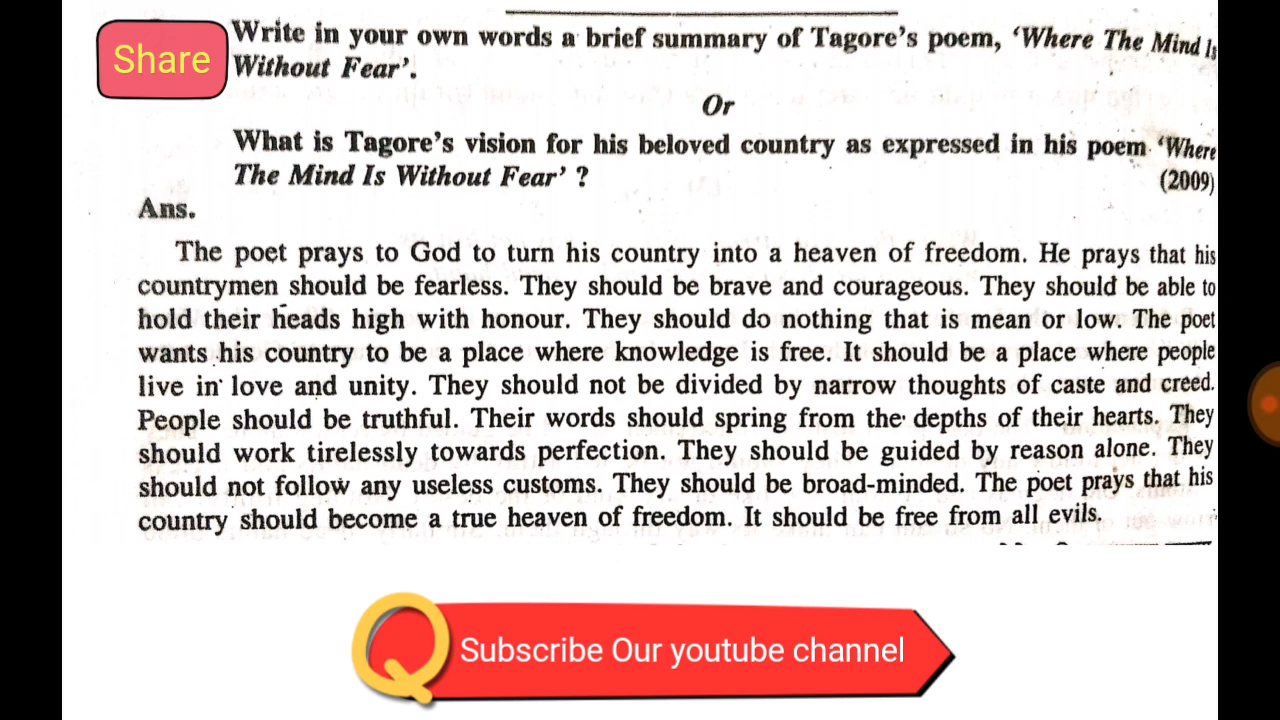 Share
Write in your own words a brief summary of Tagore's poem, 'Where The Mind Is
Without Fear'.
Or
What is Tagore's vision for his beloved country as expressed in his poem 'Where
The Mind Is Without Fear' ?
(2009)
Ans.
The poet prays to God to turn his country into a heaven of freedom. He prays that his
countrymen should be fearless. They should be brave and courageous. They should be able to
hold their heads high with honour. They should do nothing that is mean or low. The poet
wants his country to be a place where knowledge is free. It should be a place where people
live in love and unity. They should not be divided by narrow thoughts of caste and creed.
People should be truthful. Their words should spring from the depths of their hearts. They
should work tirelessly towards perfection. They should be guided by reason alone. They
should not follow any useless customs. They should be broad-minded. The poet prays that his
country should become a true heaven of freedom. It should be free from all evils.
Subscribe Our youtube channel